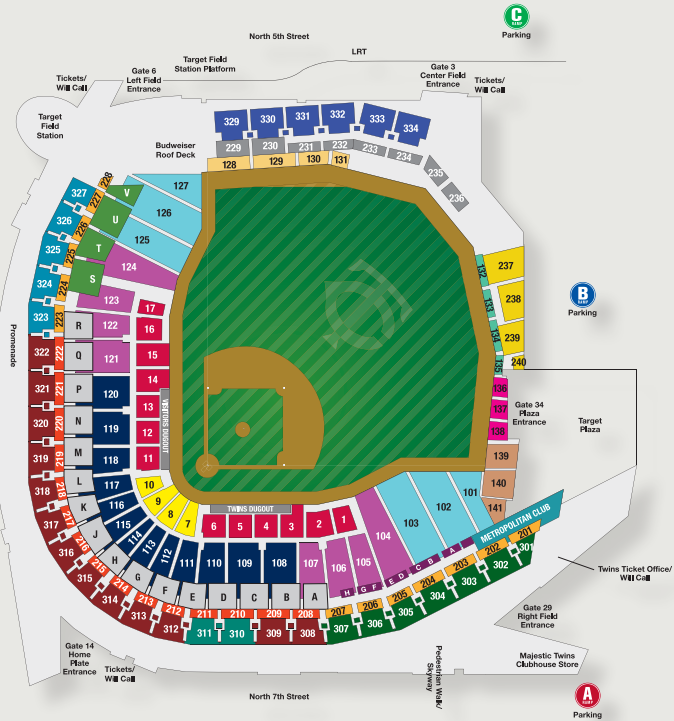 C
RAMP
Parking
North 5th Street
LRT
Target Field
Station Platform
Gate 6
Left Field
Entrance
Gate 3
Center Field
Entrance
Tickets/
Will Call
Tickets/
Will Call
Target
Field
Station
Budweiser
Roof Deck
329 330 331 332 333 334
229 230 231 232 233 234
235
236
128 129 130 131
228
227
226
225
224
223
327
326
325
324
323
V
U
T
S
127
126
125
124
123
122
121
120
119
118
117
116
115
114
113
112
111
110
109
108
107
106
105
104
103
102
101
17
16
15
14
13
12
11
VISITORS DUGOUT
10
9
8
7
6
5
4
3
2
1
TWINS DUGOUT
R
Q
P
N
M
L
K
J
H
G
F
E
D
C
B
A
H G F E D C B A
322
321
320
319
318
317
316
315
314
313
312
311
310
309
308
307
306
305
304
303
302
301
222
221
220
219
218
217
216
215
214
213
212
211
210
209
208
207
206
205
204
203
202
201
METROPOLITAN CLUB
132
133
134
135
136
137
138
139
140
141
237
238
239
240
B
RAMP
Parking
Gate 34
Plaza
Entrance
Target
Plaza
Promenade
Twins Ticket Office/
Will Call
Gate 29
Right Field
Entrance
Majestic Twins
Clubhouse Store
A
RAMP
Parking
Pedestrian Walk/
Skyway
Gate 14
Home
Plate
Entrance
Tickets/
Will Call
North 7th Street